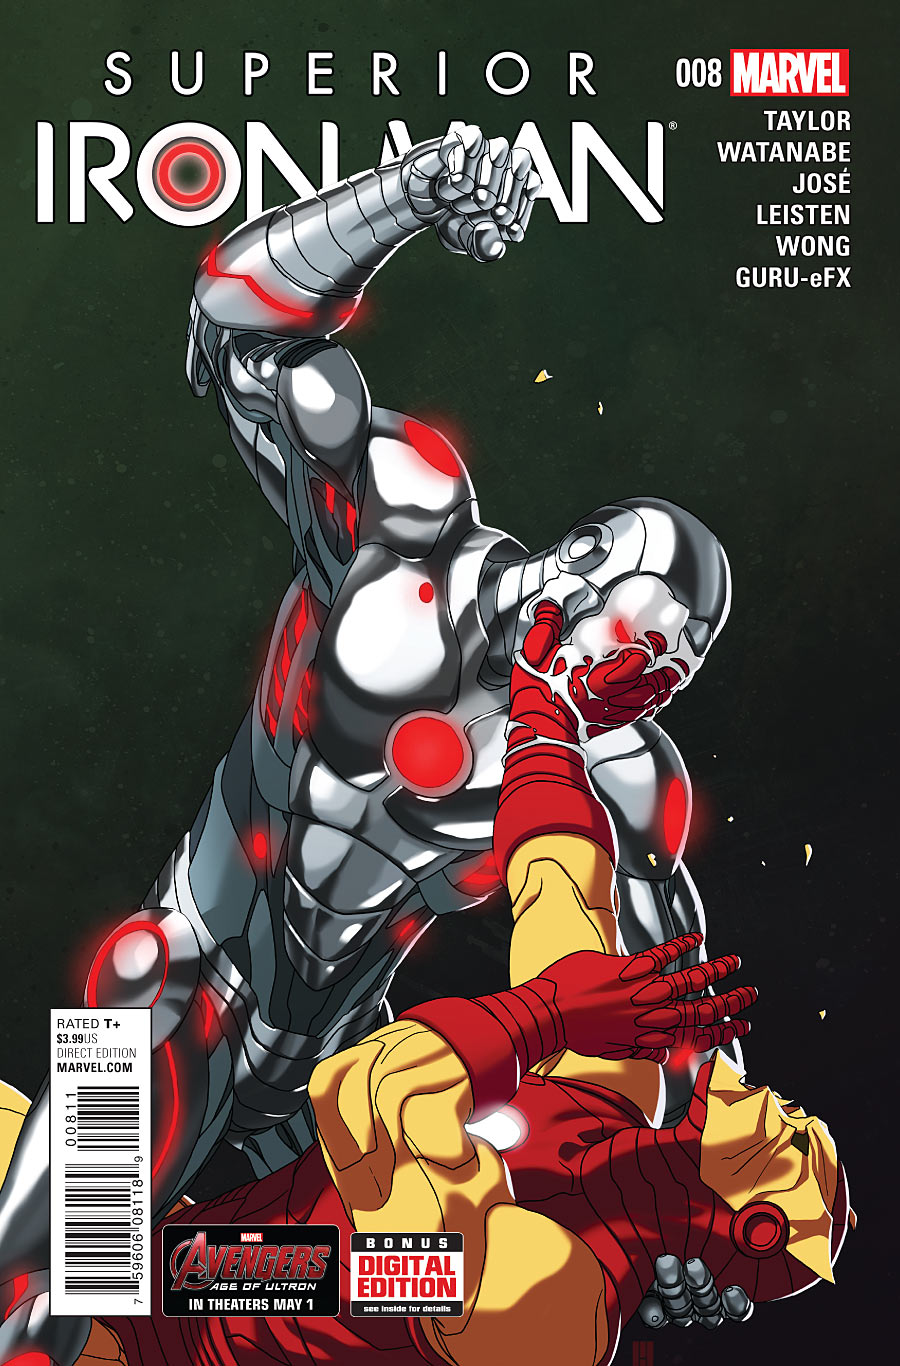 SUPERIOR
IRON MAN®
008 MARVEL
TAYLOR
WATANABE
JOSÉ
LEISTEN
WONG
GURU-eFX
RATED T+
$3.99US
DIRECT EDITION
MARVEL.COM
00811
7 59606 08118 9
MARVEL
AVENGERS
AGE OF ULTRON
IN THEATERS MAY 1
BONUS
DIGITAL
EDITION
see inside for details